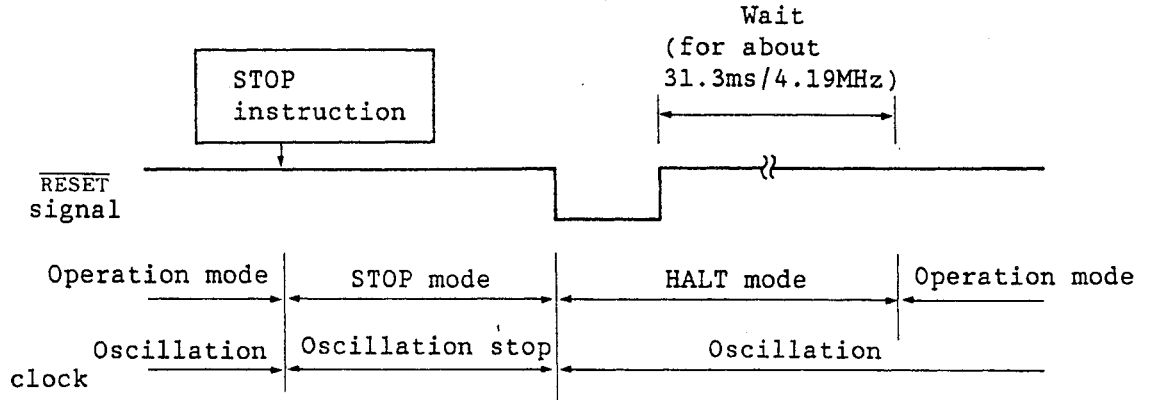 Wait
(for about
31.3ms/4.19MHz)
STOP
instruction
RESET
signal
Operation mode
STOP mode
HALT mode
Operation mode
Oscillation
Oscillation stop
Oscillation
clock